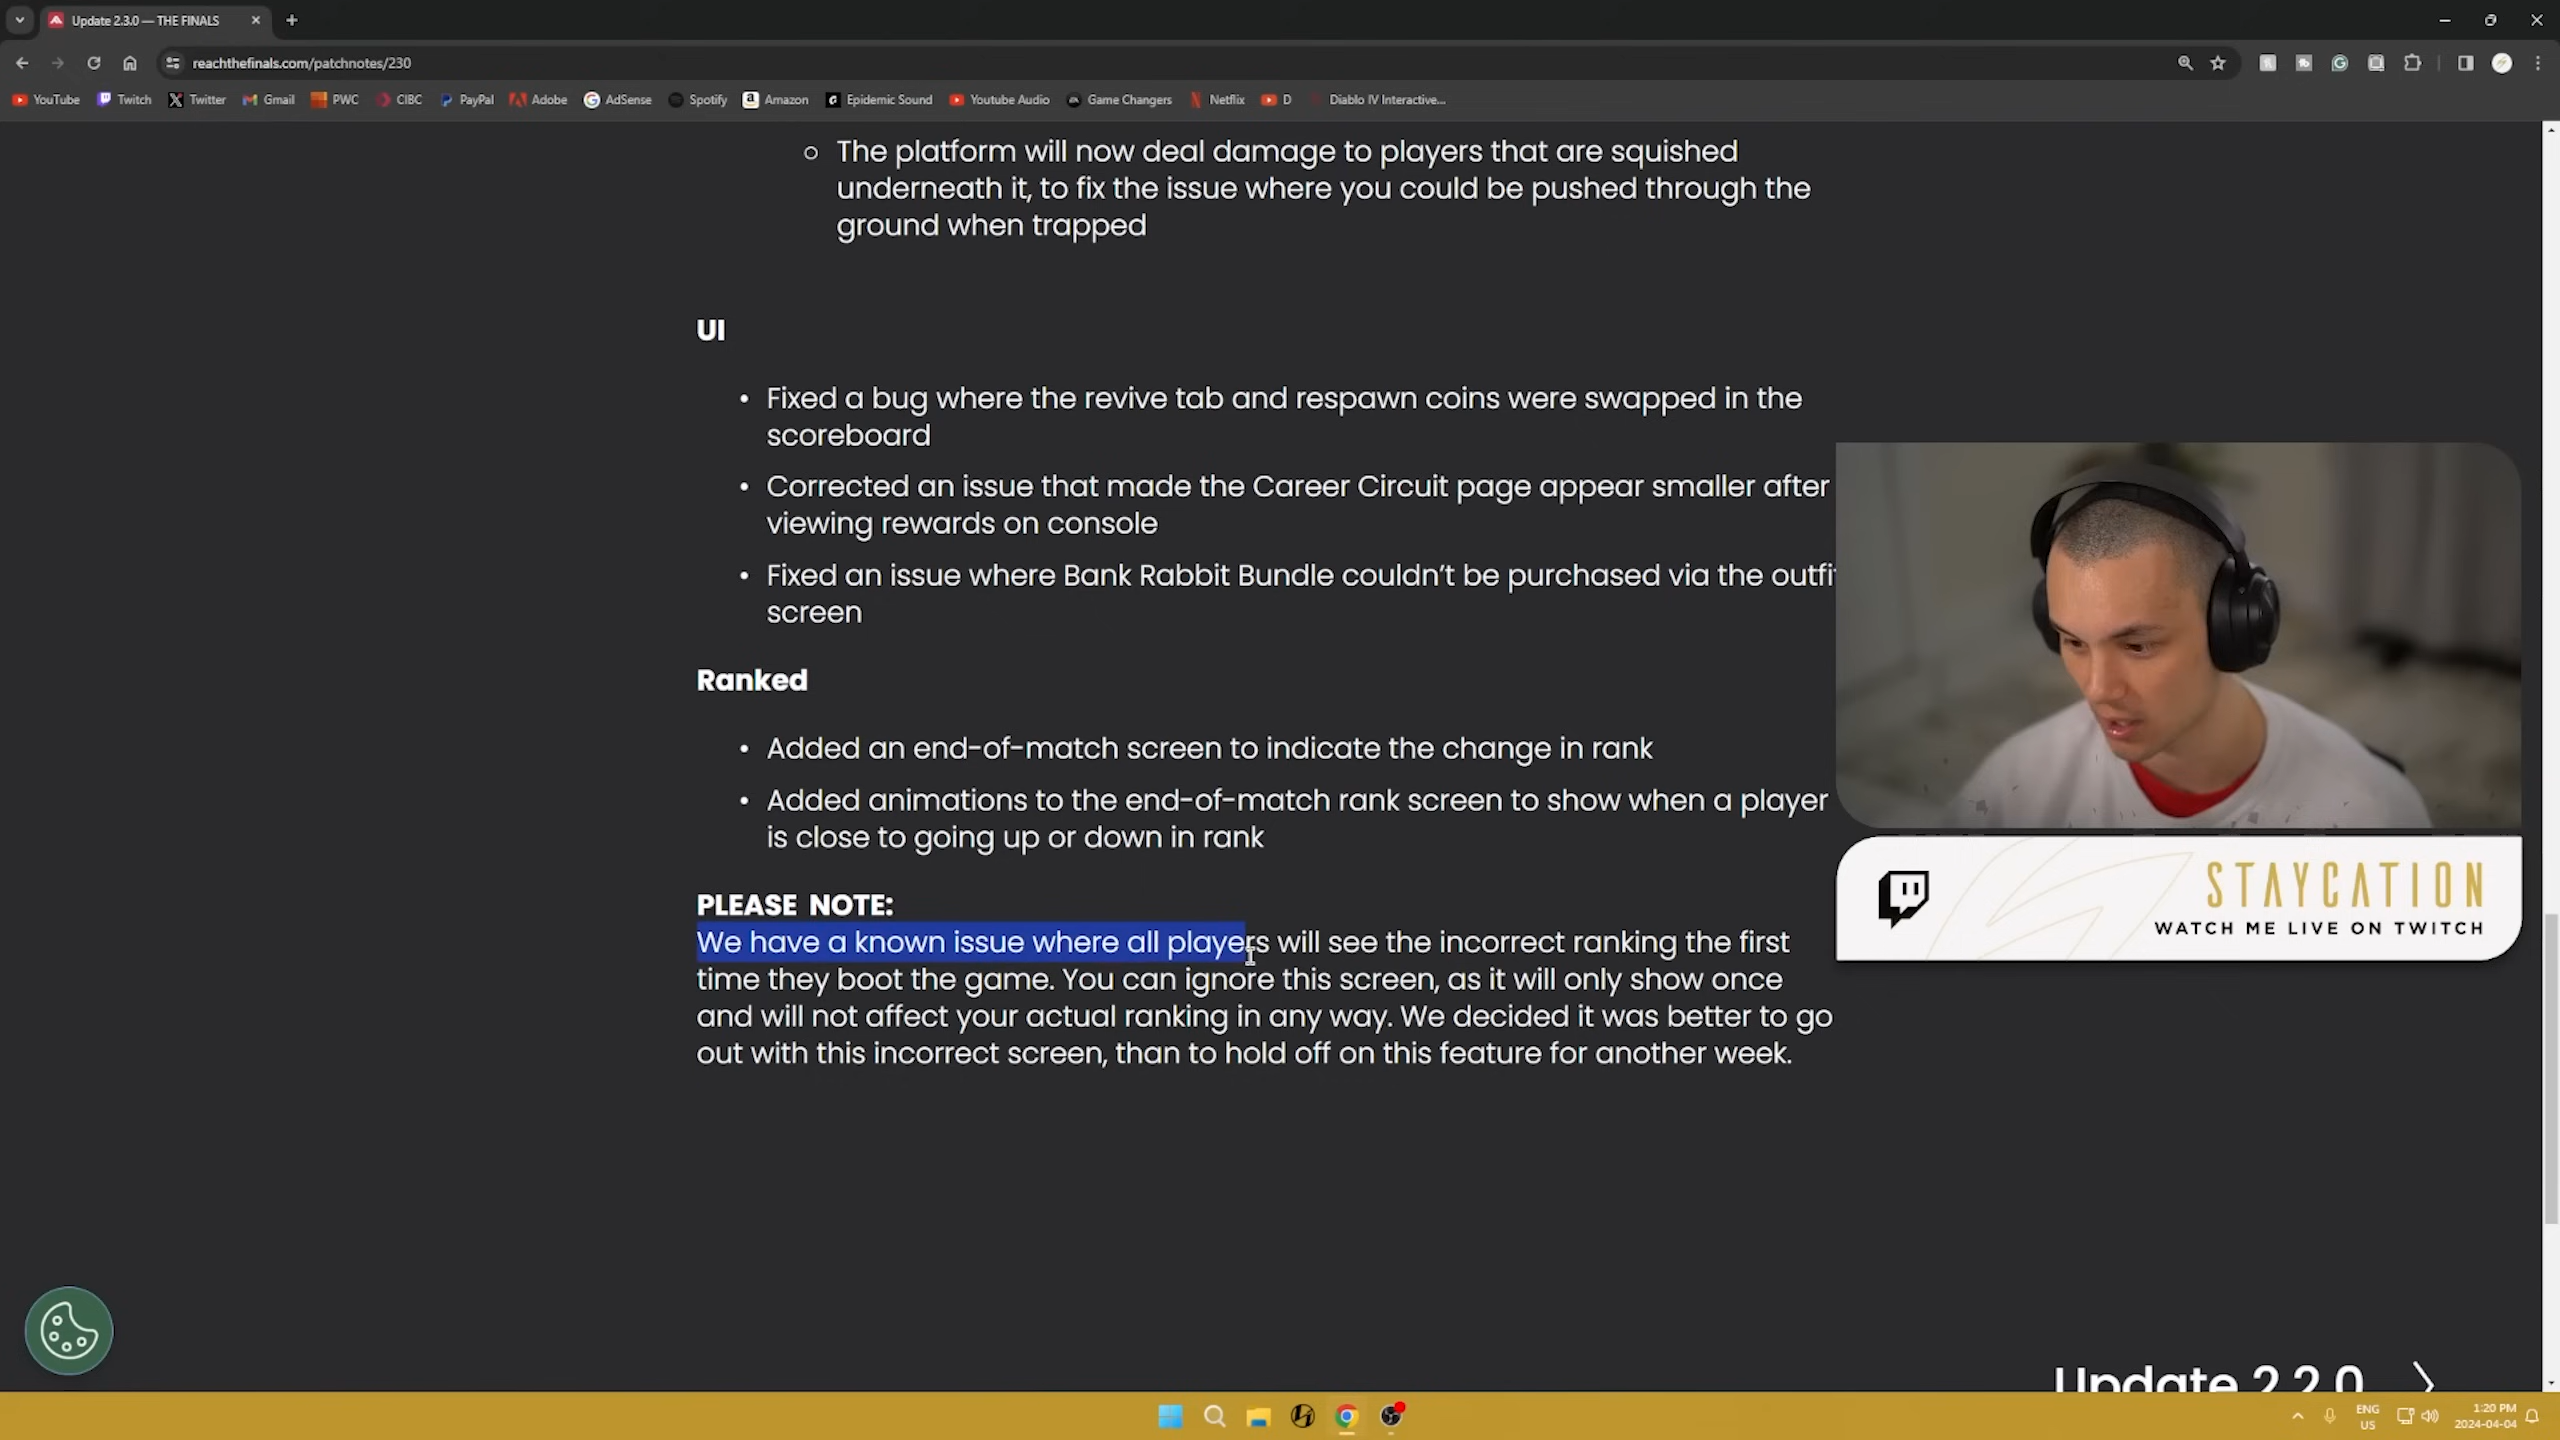 Update 2.3.0 — THE FINALS
reachthefinals.com/patchnotes/230
YouTube
Twitch
Twitter
Gmail
PWC
CIBC
PayPal
Adobe
AdSense
Spotify
Amazon
Epidemic Sound
Youtube Audio
Game Changers
Netflix
D
Diablo IV Interactive...
The platform will now deal damage to players that are squished
underneath it, to fix the issue where you could be pushed through the
ground when trapped
UI
• Fixed a bug where the revive tab and respawn coins were swapped in the
scoreboard
• Corrected an issue that made the Career Circuit page appear smaller after
viewing rewards on console
• Fixed an issue where Bank Rabbit Bundle couldn't be purchased via the outfi
screen
Ranked
• Added an end-of-match screen to indicate the change in rank
• Added animations to the end-of-match rank screen to show when a player
is close to going up or down in rank
PLEASE NOTE:
We have a known issue where all players will see the incorrect ranking the first
time they boot the game. You can ignore this screen, as it will only show once
and will not affect your actual ranking in any way. We decided it was better to go
out with this incorrect screen, than to hold off on this feature for another week.
STAYCATION
WATCH ME LIVE ON TWITCH
Update 2.2.0
ENG
US
1:20 PM
2024-04-04